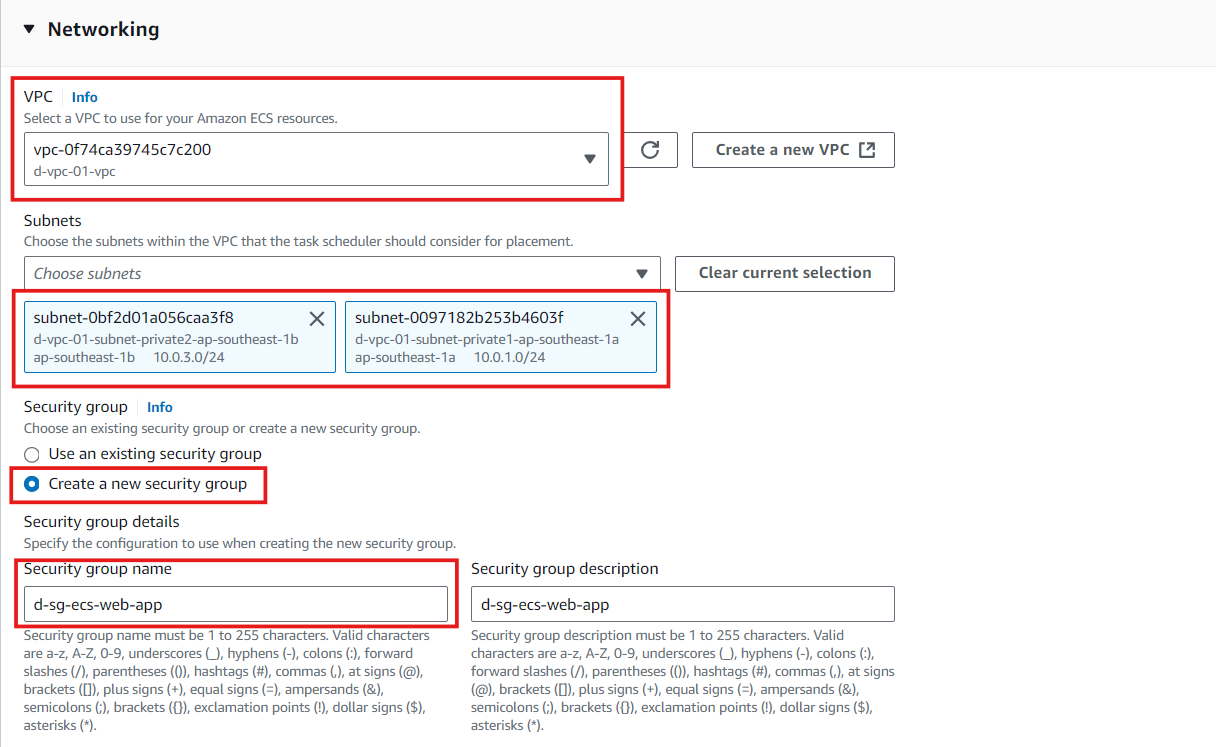 Networking
VPC Info
Select a VPC to use for your Amazon ECS resources.
vpc-0f74ca39745c7c200
d-vpc-01-vpc
Create a new VPC
Subnets
Choose the subnets within the VPC that the task scheduler should consider for placement.
Choose subnets
Clear current selection
subnet-0bf2d01a056caa3f8
d-vpc-01-subnet-private2-ap-southeast-1b
ap-southeast-1b 10.0.3.0/24
subnet-0097182b253b4603f
d-vpc-01-subnet-private1-ap-southeast-1a
ap-southeast-1a 10.0.1.0/24
Security group Info
Choose an existing security group or create a new security group.
Use an existing security group
Create a new security group
Security group details
Specify the configuration to use when creating the new security group.
Security group name
d-sg-ecs-web-app
Security group name must be 1 to 255 characters. Valid characters
are a-z, A-Z, 0-9, underscores (_), hyphens (-), colons (:), forward
slashes (/), parentheses (()), hashtags (#), commas (,), at signs (@),
brackets ([]), plus signs (+), equal signs (=), ampersands (&),
semicolons (;), brackets ({}), exclamation points (!), dollar signs ($),
asterisks (*).
Security group description
d-sg-ecs-web-app
Security group description must be 1 to 255 characters. Valid
characters are a-z, A-Z, 0-9, underscores (_), hyphens (-), colons (:),
forward slashes (/), parentheses (()), hashtags (#), commas (,), at signs
(@), brackets ([]), plus signs (+), equal signs (=), ampersands (&),
semicolons (;), brackets ({}), exclamation points (!), dollar signs ($),
asterisks (*).